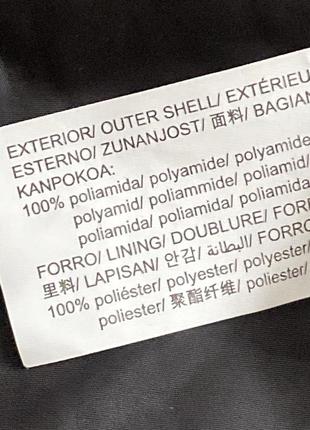 EXTERIOR/ OUTER SHELL/ EXTÉRIEU
ESTERNO/ ZUNANJOST/ 面料/ BAGIAN
KANPOKOA:
100% poliamida/ polyamide/ polyamide
polyamid/ poliammide/ poliamid/
poliamida/ poliamida/ poliamid
FORRO/ LINING/ DOUBLURE/ FOR
里料/ LAPISAN/ 안감/ البطانة/ FORRO
100% poliéster/ polyester/ polyester/
poliester/ 聚酯纤维/ poliester/